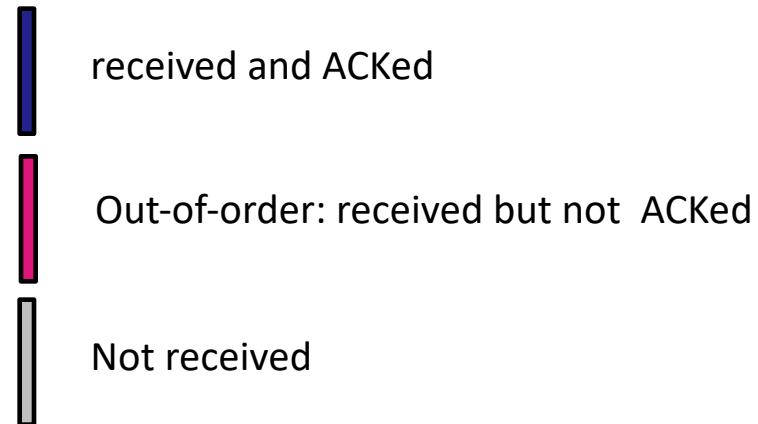 received and ACKed
Out-of-order: received but not ACKed
Not received